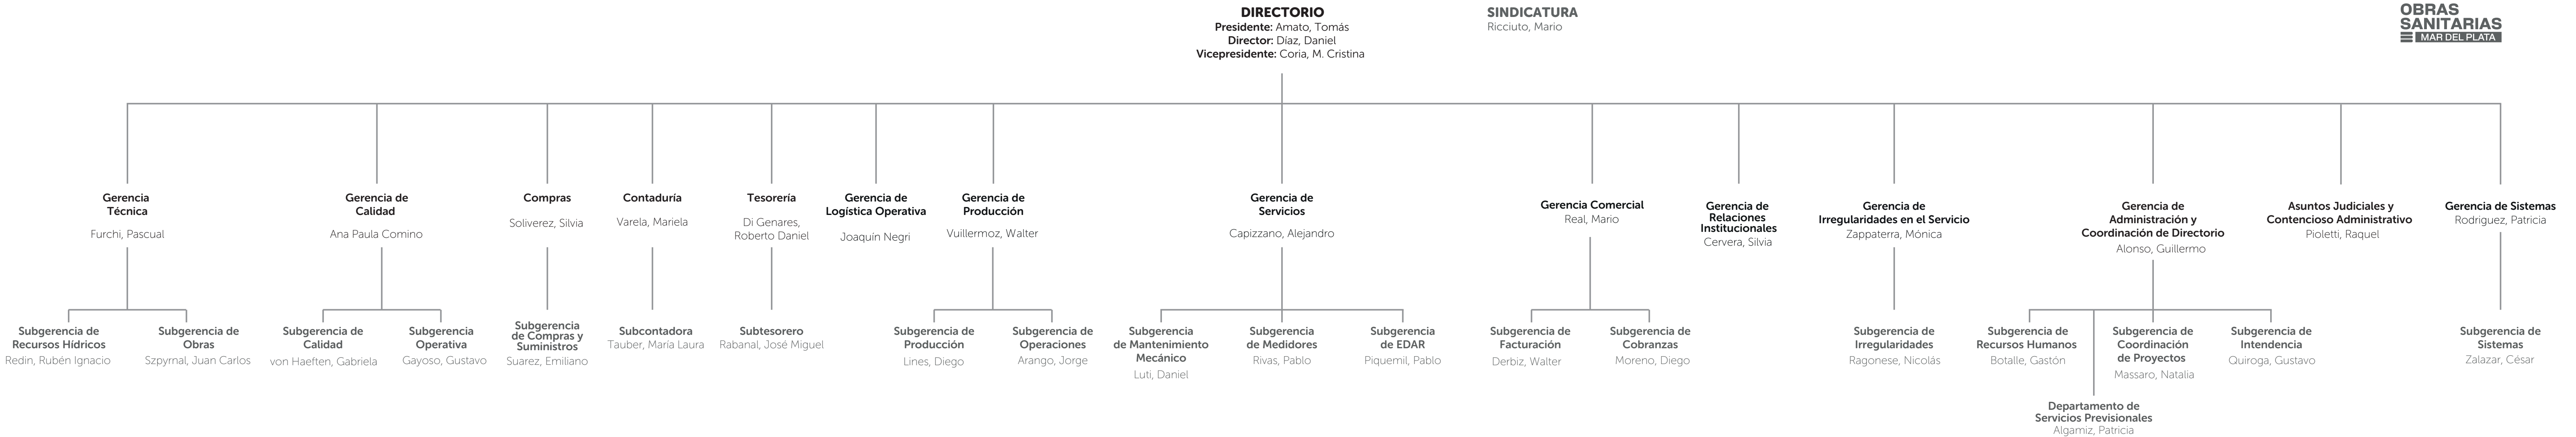 DIRECTORIO
Presidente: Amato, Tomás
Director: Díaz, Daniel
Vicepresidente: Coria, M. Cristina
SINDICATURA
Ricciuto, Mario
OBRAS
SANITARIAS
MAR DEL PLATA
Gerencia
Técnica
Furchi, Pascual
Gerencia de
Calidad
Ana Paula Comino
Compras
Soliverez, Silvia
Contaduría
Varela, Mariela
Tesorería
Di Genares,
Roberto Daniel
Gerencia de
Logística Operativa
Joaquín Negri
Gerencia de
Producción
Vuillermoz, Walter
Gerencia de
Servicios
Capizzano, Alejandro
Gerencia Comercial
Real, Mario
Gerencia de
Relaciones
Institucionales
Cervera, Silvia
Gerencia de
Irregularidades en el Servicio
Zappaterra, Mónica
Gerencia de
Administración y
Coordinación de Directorio
Alonso, Guillermo
Asuntos Judiciales y
Contencioso Administrativo
Pioletti, Raquel
Gerencia de Sistemas
Rodriguez, Patricia
Subgerencia de
Recursos Hídricos
Redin, Rubén Ignacio
Subgerencia de
Obras
Szpyrnal, Juan Carlos
Subgerencia de
Calidad
von Haeften, Gabriela
Subgerencia
Operativa
Gayoso, Gustavo
Subgerencia
de Compras y
Suministros
Suarez, Emiliano
Subcontadora
Tauber, María Laura
Subtesorero
Rabanal, José Miguel
Subgerencia de
Producción
Lines, Diego
Subgerencia de
Operaciones
Arango, Jorge
Subgerencia
de Mantenimiento
Mecánico
Luti, Daniel
Subgerencia
de Medidores
Rivas, Pablo
Subgerencia
de EDAR
Piquemil, Pablo
Subgerencia de
Facturación
Derbiz, Walter
Subgerencia de
Cobranzas
Moreno, Diego
Subgerencia de
Irregularidades
Ragonese, Nicolás
Subgerencia de
Recursos Humanos
Botalle, Gastón
Subgerencia de
Coordinación
de Proyectos
Massaro, Natalia
Subgerencia de
Intendencia
Quiroga, Gustavo
Subgerencia de
Sistemas
Zalazar, César
Departamento de
Servicios Previsionales
Algamiz, Patricia